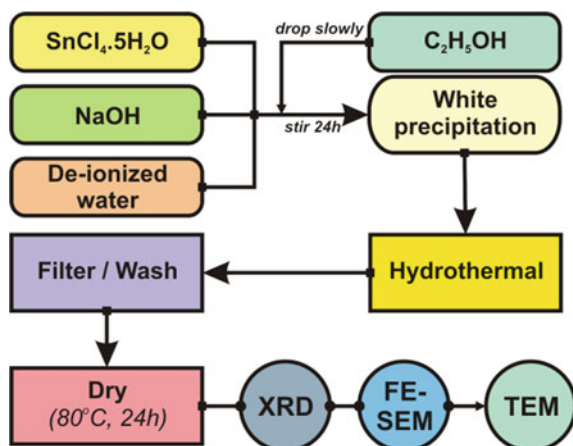 SnCl₄.5H₂O
drop slowly
C₂H₅OH
NaOH
stir 24h
White
precipitation
De-ionized
water
Filter / Wash
Hydrothermal
Dry
(80°C, 24h)
XRD
FE-
SEM
TEM